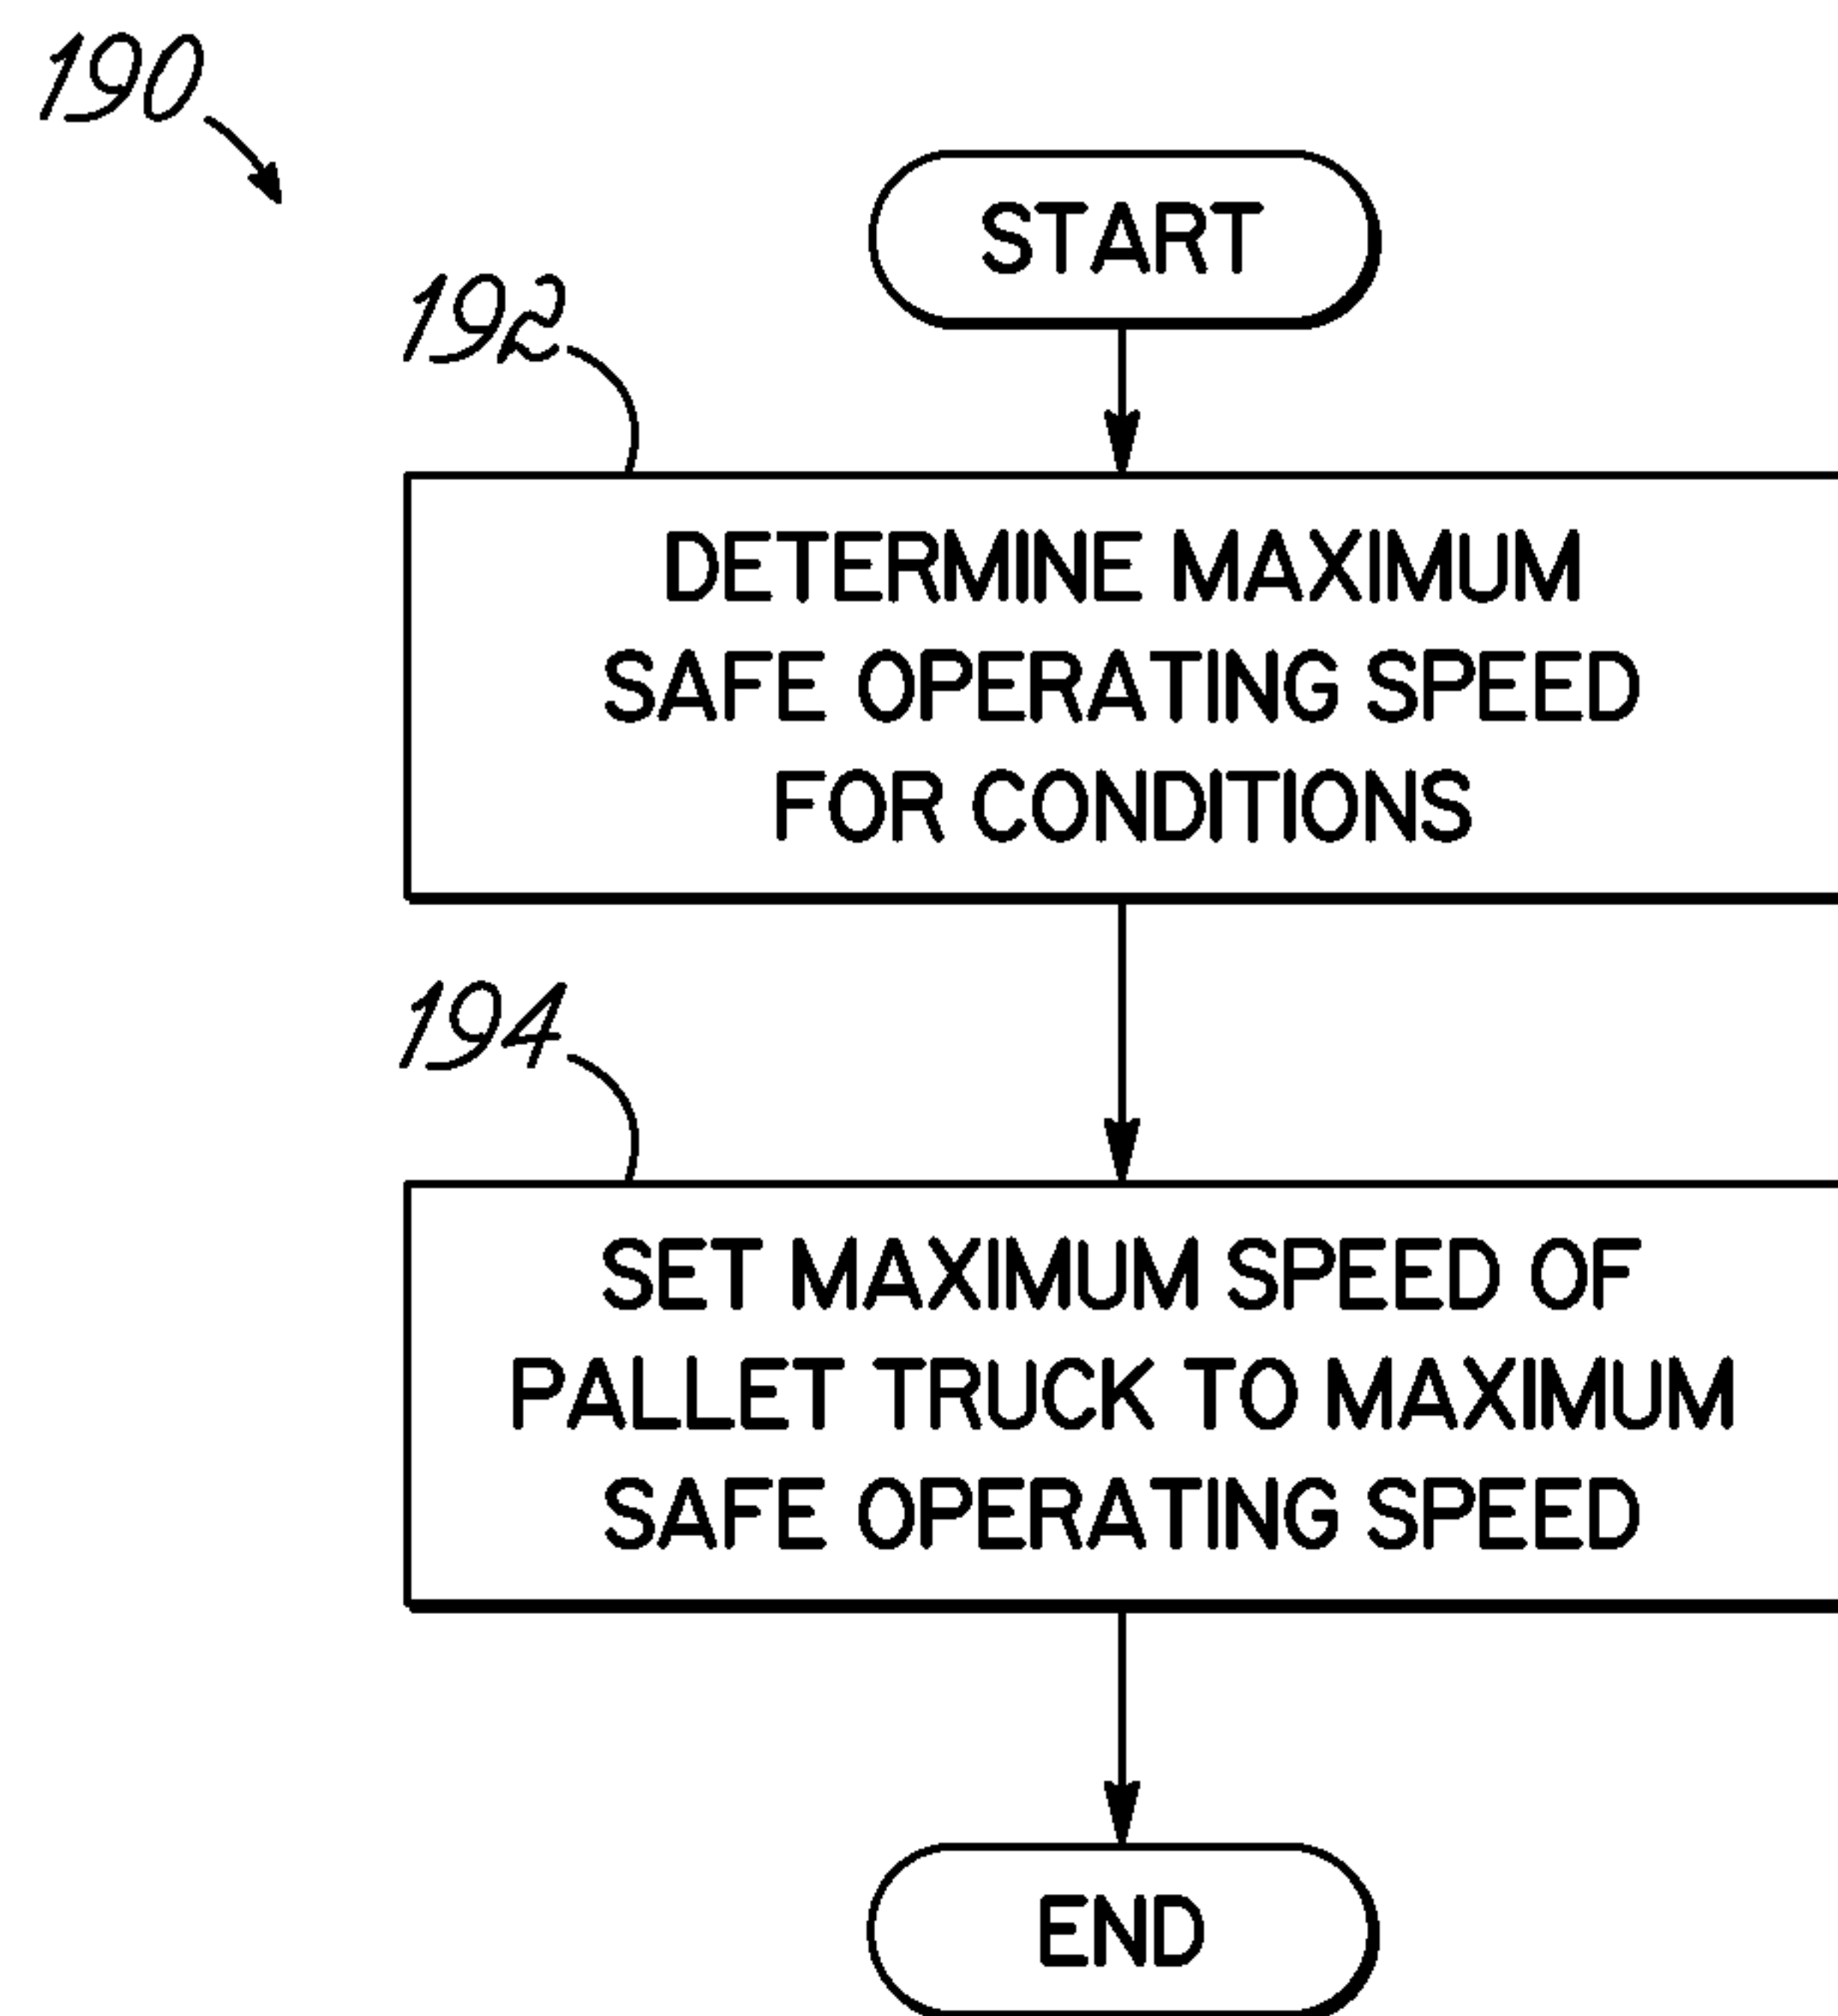 190
START
192
DETERMINE MAXIMUM
SAFE OPERATING SPEED
FOR CONDITIONS
194
SET MAXIMUM SPEED OF
PALLET TRUCK TO MAXIMUM
SAFE OPERATING SPEED
END